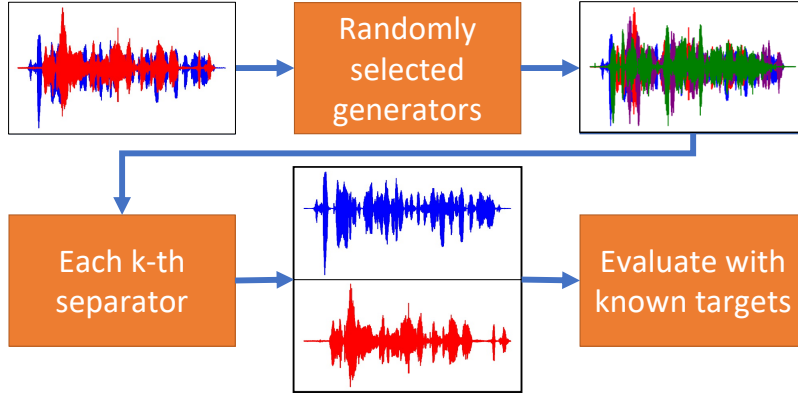 Randomly
selected
generators
Each k-th
separator
Evaluate with
known targets